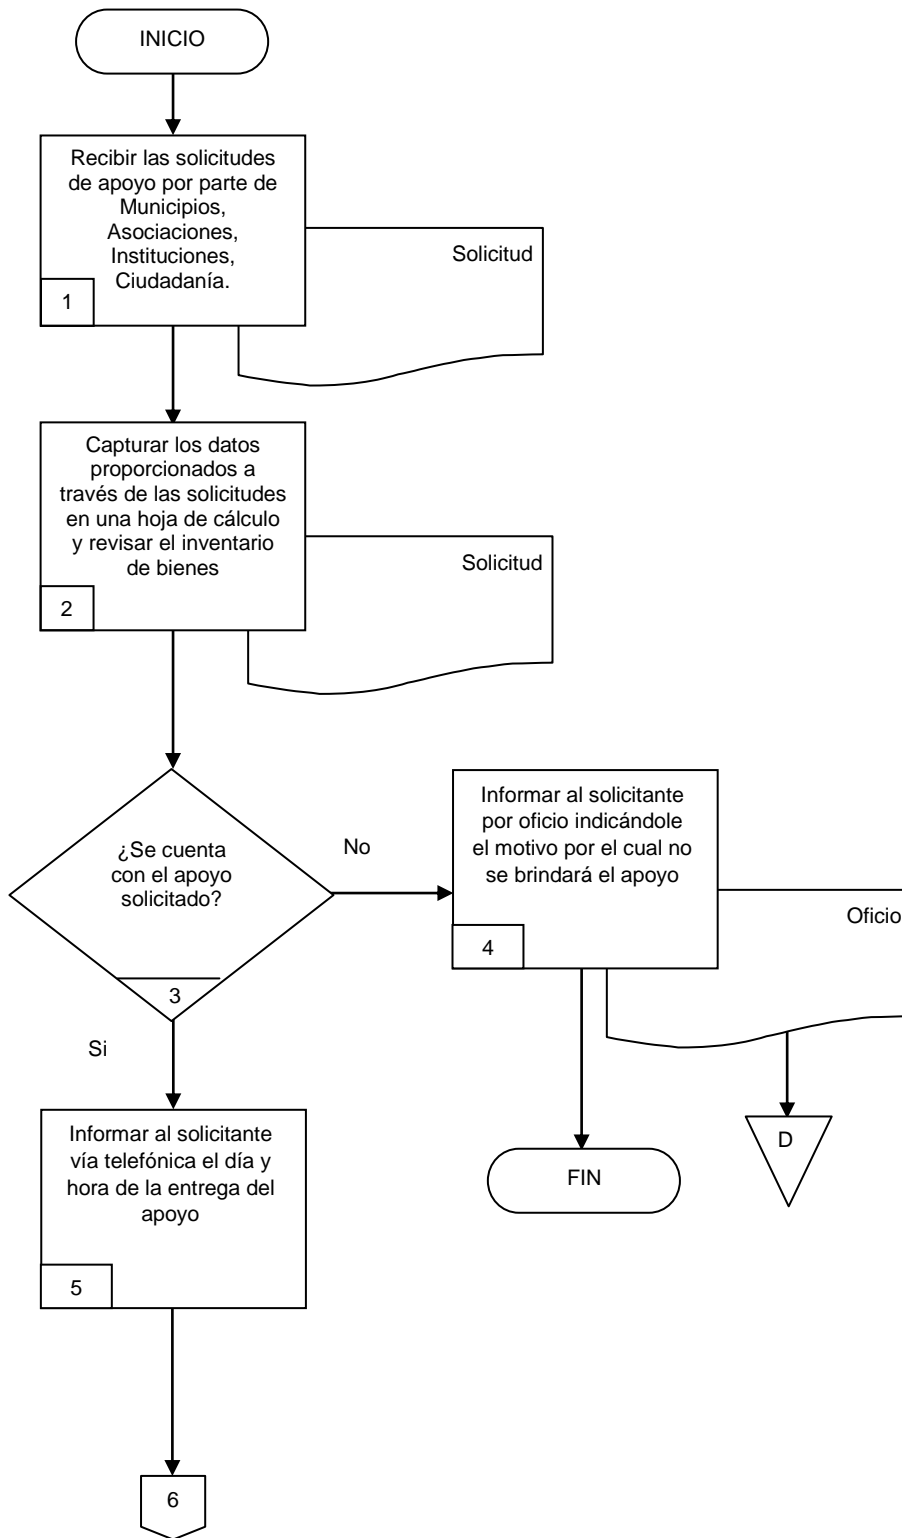 INICIO
Recibir las solicitudes
de apoyo por parte de
Municipios,
Asociaciones,
Instituciones,
Ciudadanía.
1
Solicitud
Capturar los datos
proporcionados a
través de las solicitudes
en una hoja de cálculo
y revisar el inventario
de bienes
2
Solicitud
¿Se cuenta
con el apoyo
solicitado?
3
No
Informar al solicitante
por oficio indicándole
el motivo por el cual no
se brindará el apoyo
4
Oficio
Si
Informar al solicitante
vía telefónica el día y
hora de la entrega del
apoyo
5
FIN
D
6